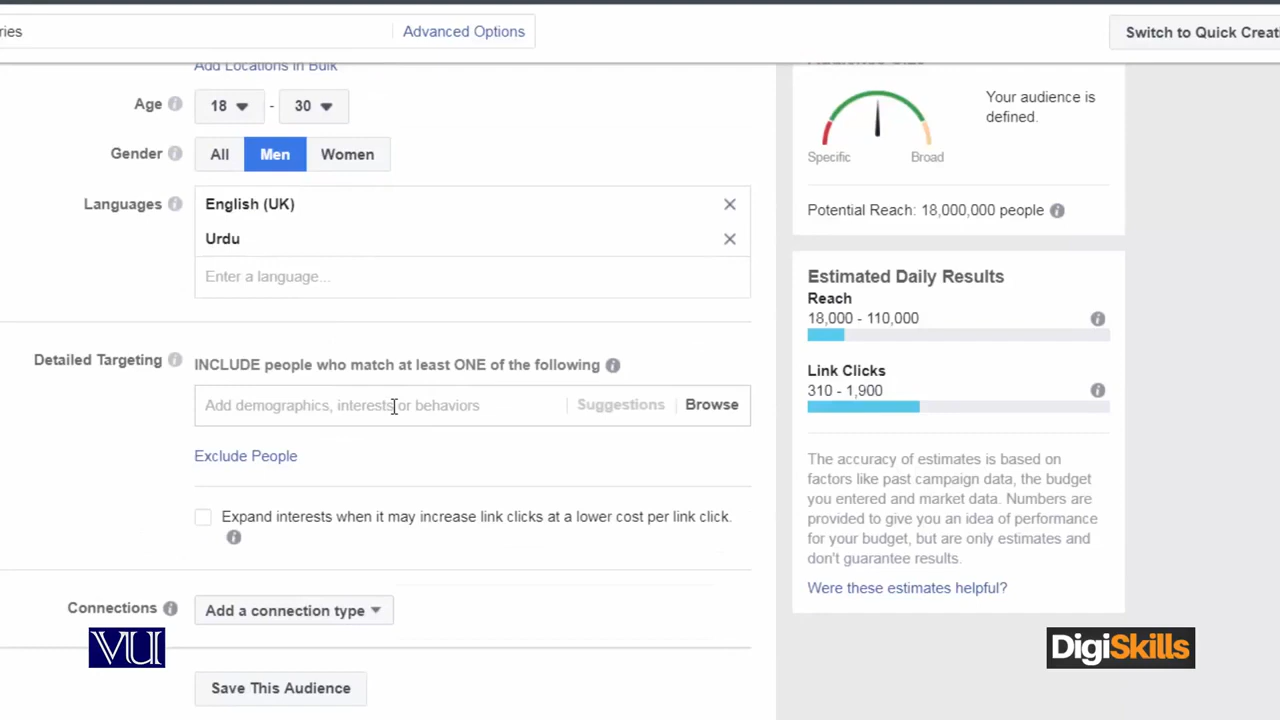 ries
Advanced Options
Switch to Quick Creati
Add Locations in Bulk
Age 18 - 30
Gender All Men Women
Languages English (UK)
Urdu
Enter a language...
Detailed Targeting INCLUDE people who match at least ONE of the following
Add demographics, interests or behaviors Suggestions Browse
Exclude People
Expand interests when it may increase link clicks at a lower cost per link click.
Connections Add a connection type
Save This Audience
Your audience is
defined.
Specific Broad
Potential Reach: 18,000,000 people
Estimated Daily Results
Reach
18,000 - 110,000
Link Clicks
310 - 1,900
The accuracy of estimates is based on
factors like past campaign data, the budget
you entered and market data. Numbers are
provided to give you an idea of performance
for your budget, but are only estimates and
don't guarantee results.
Were these estimates helpful?
VU
DigiSkills